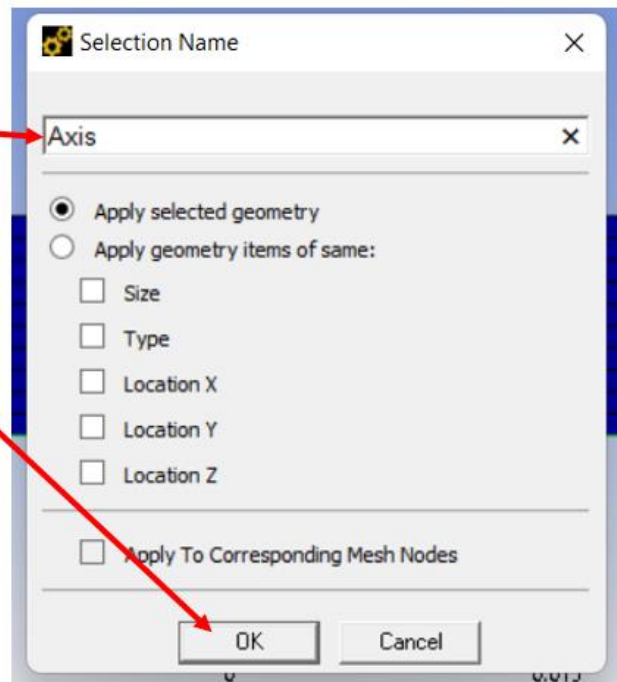 Selection Name
Axis
Apply selected geometry
Apply geometry items of same:
Size
Type
Location X
Location Y
Location Z
Apply To Corresponding Mesh Nodes
OK
Cancel